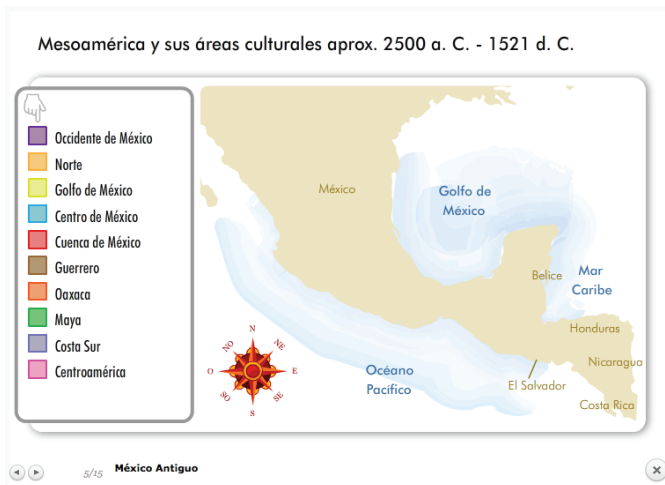 Mesoamérica y sus áreas culturales aprox. 2500 a. C. - 1521 d. C.
Occidente de México
Norte
Golfo de México
Centro de México
Cuenca de México
Guerrero
Oaxaca
Maya
Costa Sur
Centroamérica
México
Golfo de
México
Belice
Mar
Caribe
Honduras
Nicaragua
El Salvador
Costa Rica
Océano
Pacífico
N
NO
NE
O
E
SO
SE
S
5/15
México Antiguo